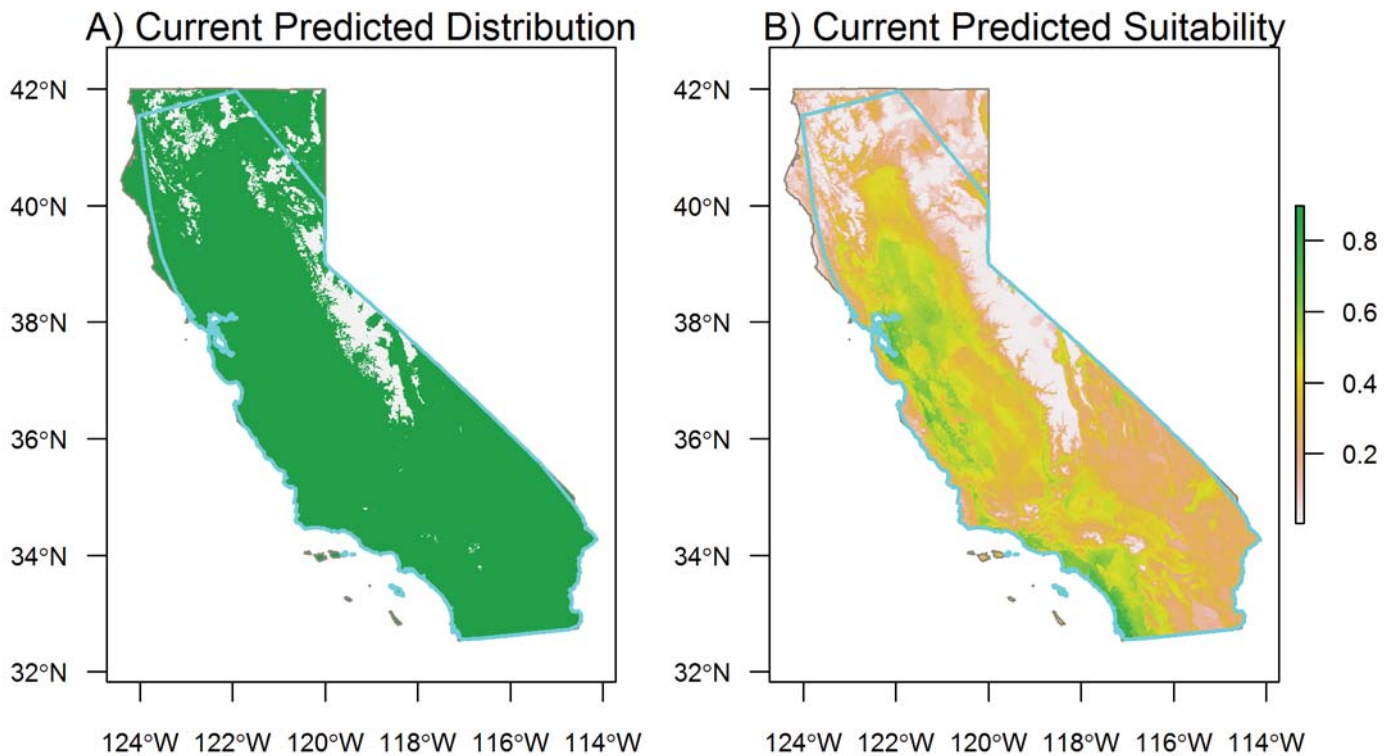 A) Current Predicted Distribution
B) Current Predicted Suitability
42°N
40°N
38°N
36°N
34°N
32°N
124°W 122°W 120°W 118°W 116°W 114°W
42°N
40°N
38°N
36°N
34°N
32°N
124°W 122°W 120°W 118°W 116°W 114°W
0.8
0.6
0.4
0.2